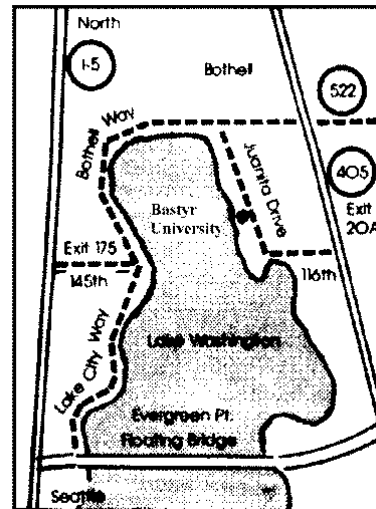 North
I-5
Bothell
522
Bothell Way
Juanita Drive
405
Bastyr
University
Exit
20A
Exit 175
145th
116th
Lake City Way
Lake Washington
Evergreen Pt.
Floating Bridge
Seattle